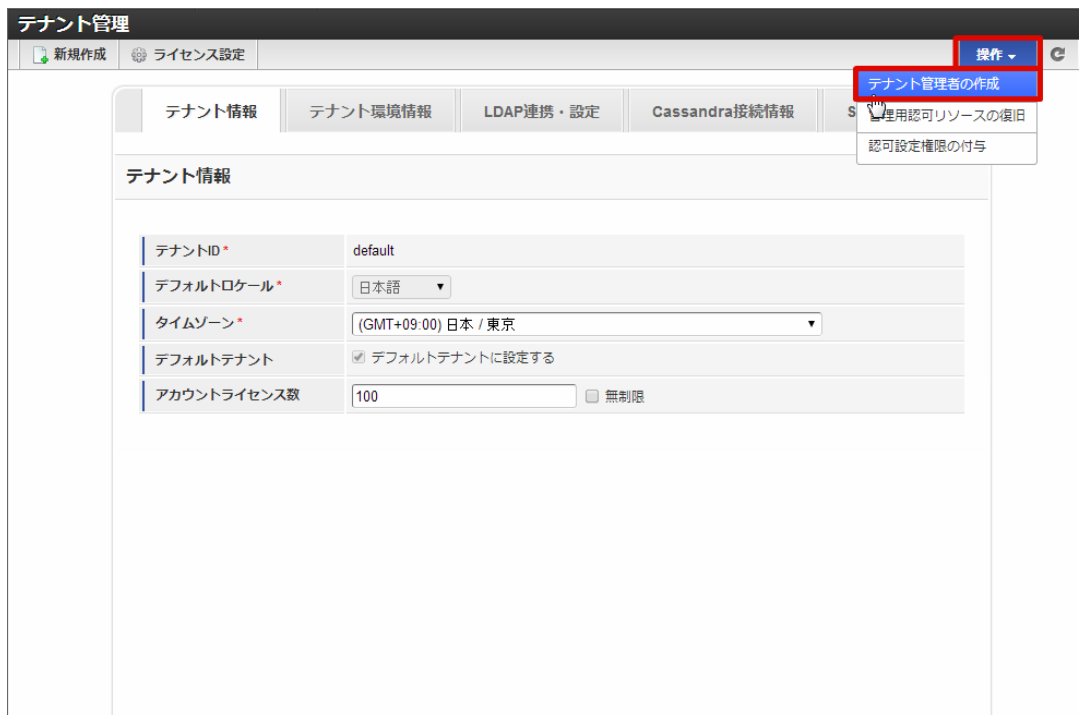 テナント管理
新規作成 ライセンス設定 操作
テナント管理者の作成
管理用認可リソースの復旧
認可設定権限の付与
テナント情報 テナント環境情報 LDAP連携・設定 Cassandra接続情報 S
テナント情報
テナントID* default
デフォルトロケール* 日本語
タイムゾーン* (GMT+09:00) 日本 / 東京
デフォルトテナント デフォルトテナントに設定する
アカウントライセンス数 100 無制限